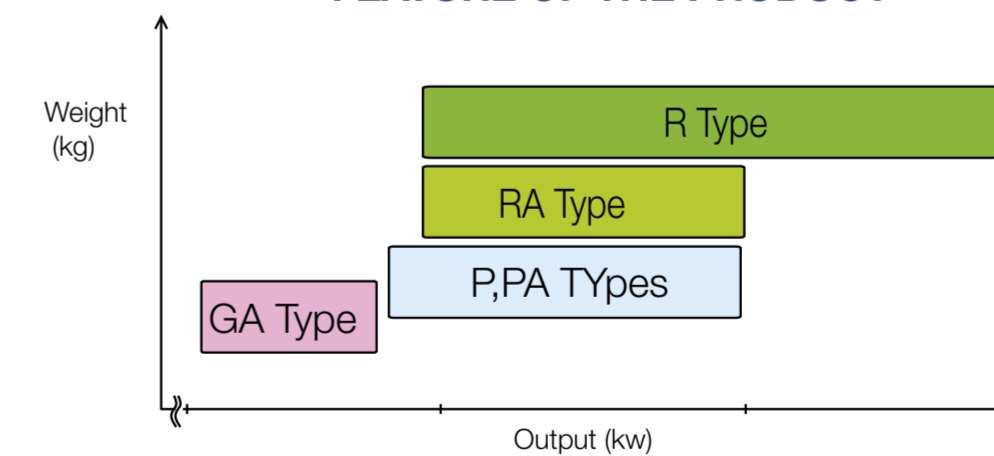 Weight
(kg)
R Type
RA Type
P,PA TYpes
GA Type
Output (kw)